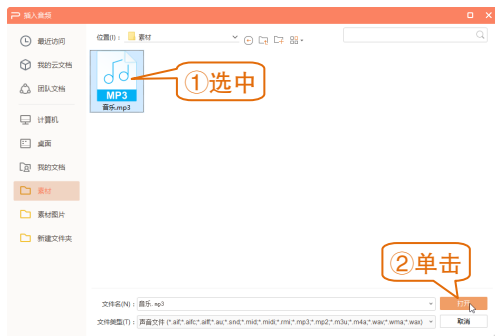 插入音频
最近访问
我的云文档
团队文档
计算机
桌面
我的文档
素材
素材图片
新建文件夹
位置(I)：
素材
MP3
音乐.mp3
①选中
②单击
文件名(N)：
音乐.mp3
打开
文件类型(T)：
声音文件 (*.aif;*.aifc;*.aiff;*.au;*.snd;*.mid;*.midi;*.rmi;*.mp3;*.mp2;*.m3u;*.m4a;*.wav;*.wma;*.wax)
取消